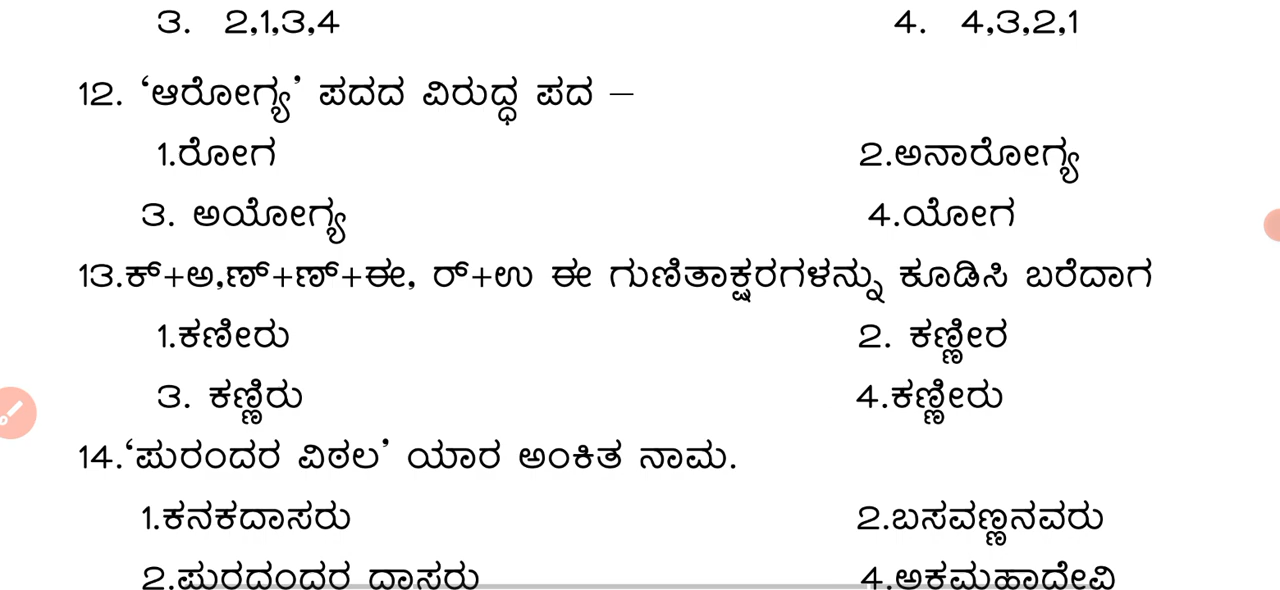 3. 2,1,3,4 4. 4,3,2,1
12. ‘ಆರೋಗ್ಯ’ ಪದದ ವಿರುದ್ಧ ಪದ –
1.ರೋಗ 2.ಅನಾರೋಗ್ಯ
3. ಅಯೋಗ್ಯ 4.ಯೋಗ
13.ಕ್+ಅ,ಣ್+ಣ್+ಈ, ರ್+ಉ ಈ ಗುಣಿತಾಕ್ಷರಗಳನ್ನು ಕೂಡಿಸಿ ಬರೆದಾಗ
1.ಕಣೀರು 2. ಕಣ್ಣೀರ
3. ಕಣ್ಣಿರು 4.ಕಣ್ಣೀರು
14.‘ಪುರಂದರ ವಿಠಲ’ ಯಾರ ಅಂಕಿತ ನಾಮ.
1.ಕನಕದಾಸರು 2.ಬಸವಣ್ಣನವರು
2.ಪುರದಂದರ ದಾಸರು 4.ಅಕಮಹಾದೇವಿ